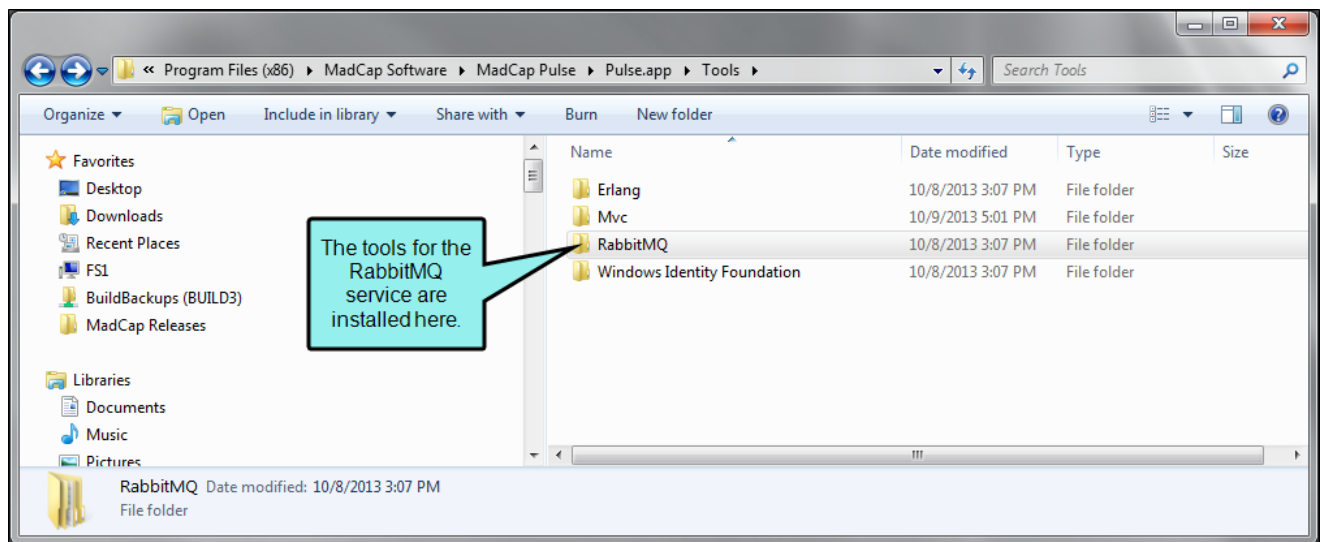 « Program Files (x86) ▸ MadCap Software ▸ MadCap Pulse ▸ Pulse.app ▸ Tools ▸
Search Tools
Organize ▾ Open Include in library ▾ Share with ▾ Burn New folder
Favorites
Desktop
Downloads
Recent Places
FS1
BuildBackups (BUILD3)
MadCap Releases
Libraries
Documents
Music
Pictures
Name Date modified Type Size
Erlang 10/8/2013 3:07 PM File folder
Mvc 10/9/2013 5:01 PM File folder
RabbitMQ 10/8/2013 3:07 PM File folder
Windows Identity Foundation 10/8/2013 3:07 PM File folder
The tools for the
RabbitMQ
service are
installed here.
RabbitMQ Date modified: 10/8/2013 3:07 PM
File folder